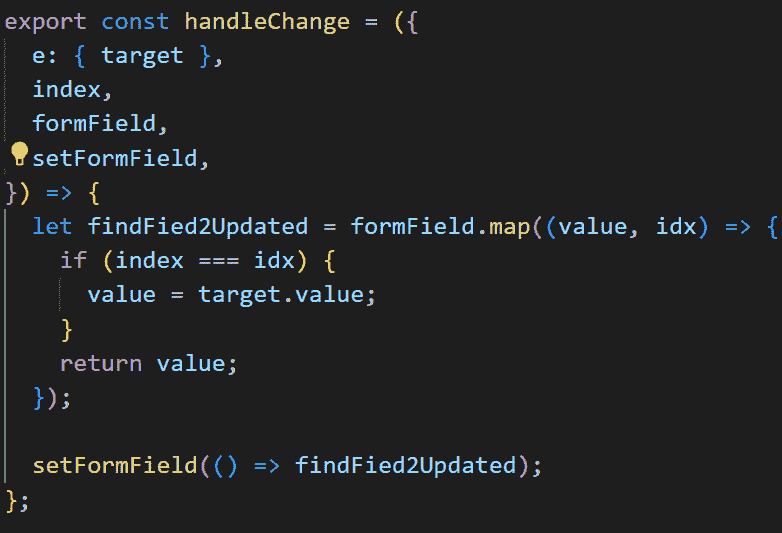 export const handleChange = ({
  e: { target },
  index,
  formField,
  setFormField,
}) => {
  let findFied2Updated = formField.map((value, idx) => {
    if (index === idx) {
      value = target.value;
    }
    return value;
  });

  setFormField(() => findFied2Updated);
};